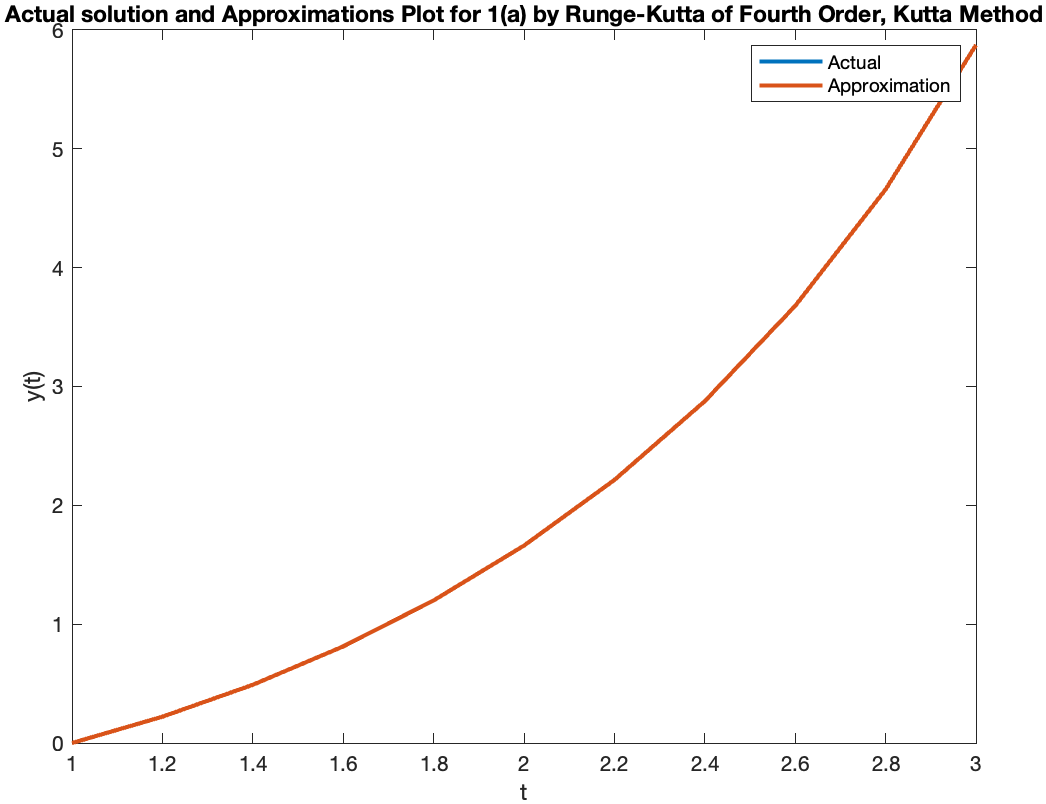 Actual solution and Approximations Plot for 1(a) by Runge-Kutta of Fourth Order, Kutta Method
Actual
Approximation
6
5
4
3
2
1
0
y(t)
1 1.2 1.4 1.6 1.8 2 2.2 2.4 2.6 2.8 3
t